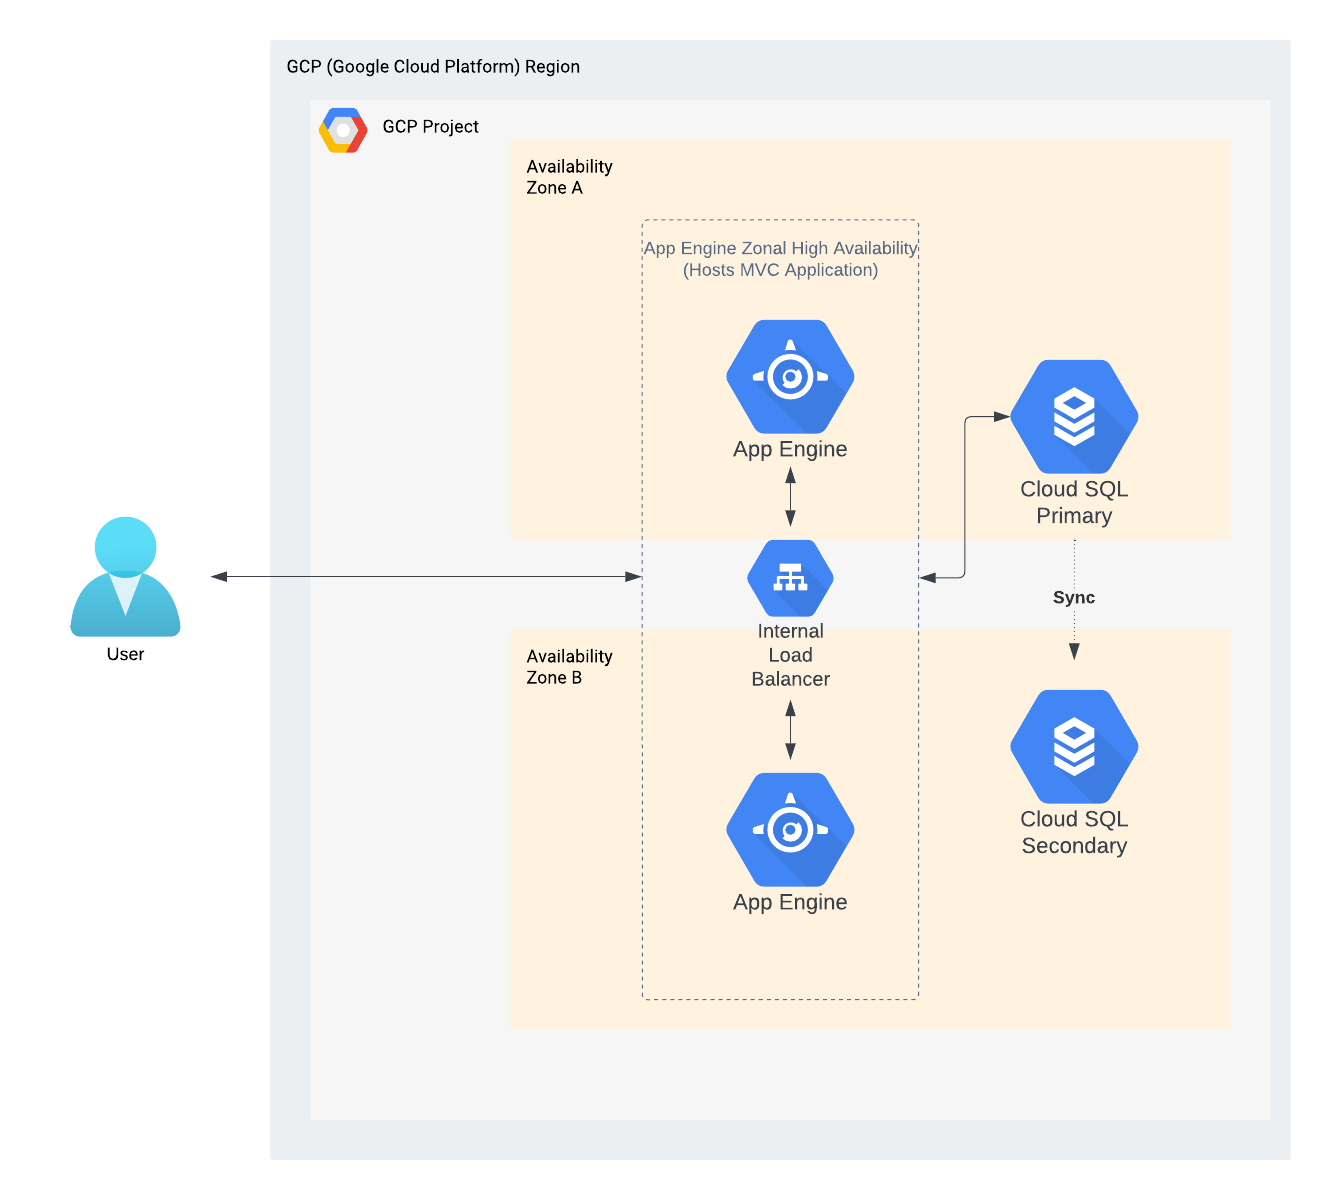 GCP (Google Cloud Platform) Region
GCP Project
Availability
Zone A
App Engine Zonal High Availability
(Hosts MVC Application)
App Engine
Cloud SQL
Primary
User
Internal
Load
Balancer
Sync
Availability
Zone B
App Engine
Cloud SQL
Secondary